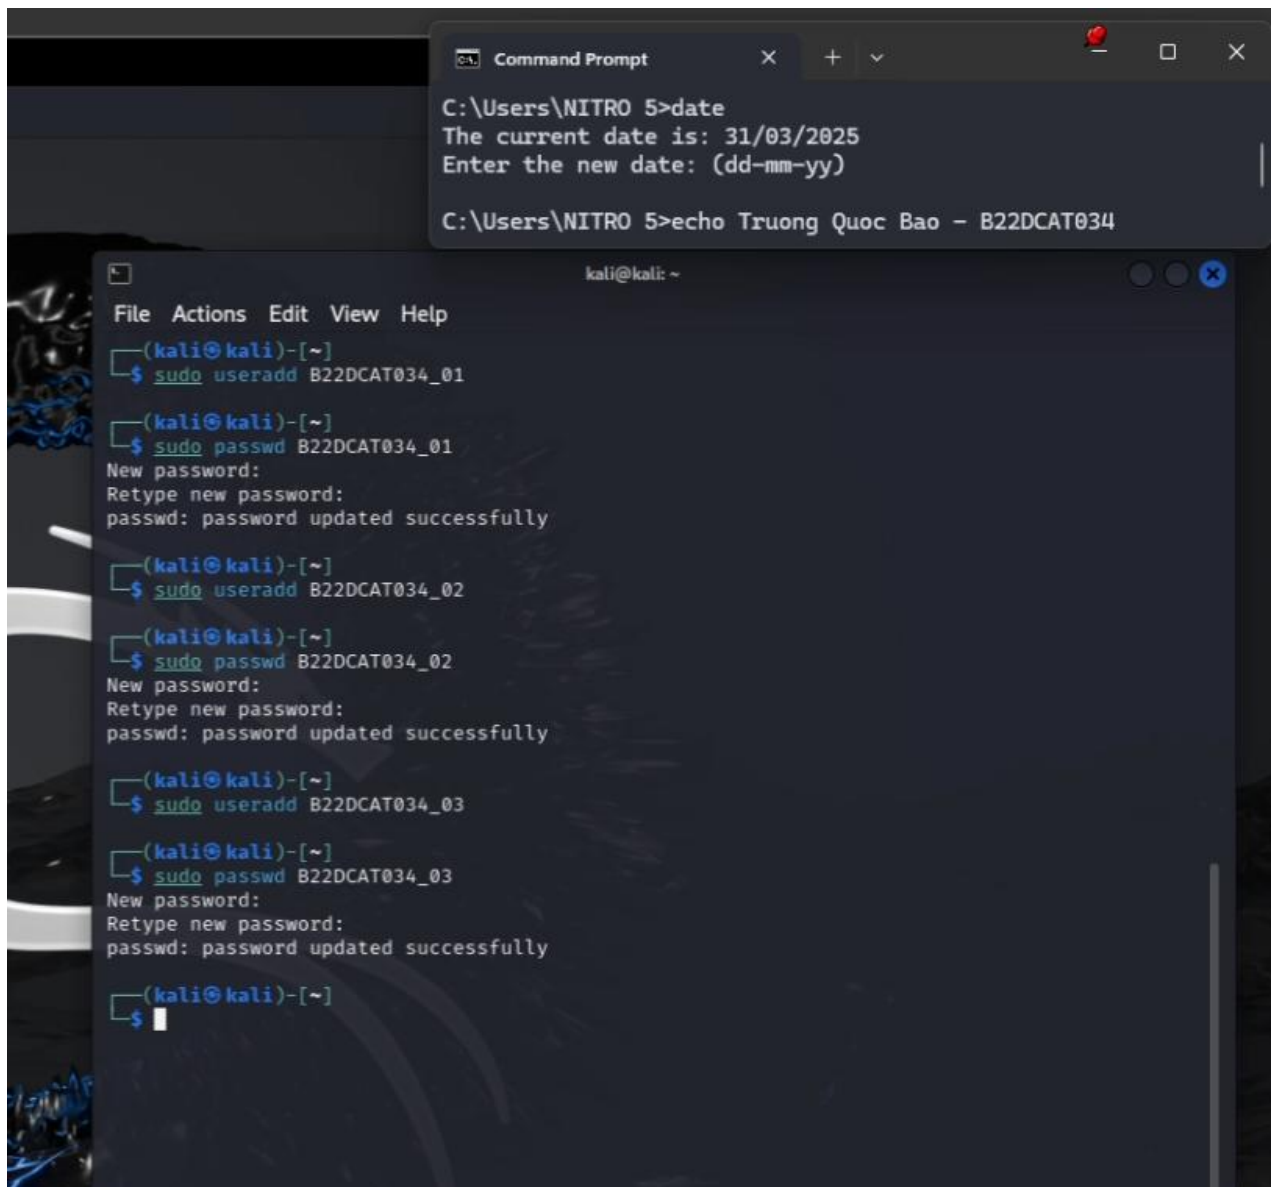 Command Prompt
C:\Users\NITRO 5>date
The current date is: 31/03/2025
Enter the new date: (dd-mm-yy)
C:\Users\NITRO 5>echo Truong Quoc Bao - B22DCAT034
kali@kali: ~
File Actions Edit View Help
┌──(kali㉿kali)-[~]
└─$ sudo useradd B22DCAT034_01
┌──(kali㉿kali)-[~]
└─$ sudo passwd B22DCAT034_01
New password:
Retype new password:
passwd: password updated successfully
┌──(kali㉿kali)-[~]
└─$ sudo useradd B22DCAT034_02
┌──(kali㉿kali)-[~]
└─$ sudo passwd B22DCAT034_02
New password:
Retype new password:
passwd: password updated successfully
┌──(kali㉿kali)-[~]
└─$ sudo useradd B22DCAT034_03
┌──(kali㉿kali)-[~]
└─$ sudo passwd B22DCAT034_03
New password:
Retype new password:
passwd: password updated successfully
┌──(kali㉿kali)-[~]
└─$